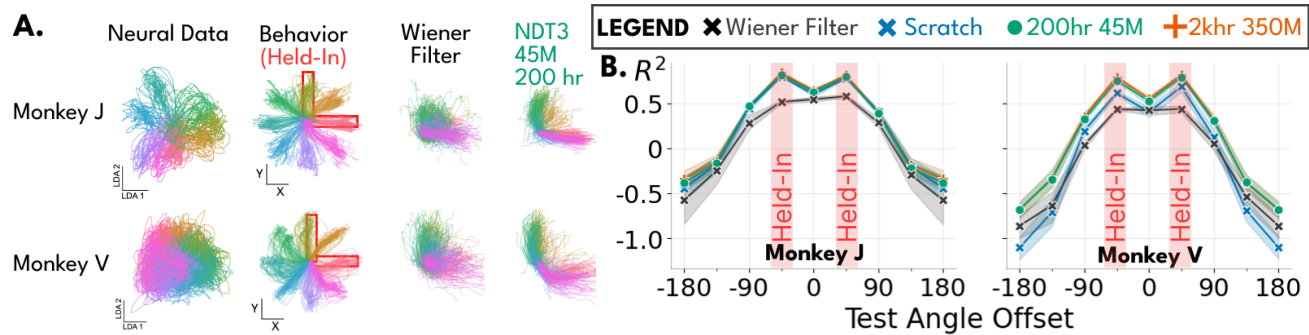 A.
Neural Data
Behavior
(Held-In)
Wiener
Filter
NDT3
45M
200 hr
Monkey J
LDA 2
LDA 1
Y
X
Monkey V
LDA 2
LDA 1
Y
X
LEGEND Wiener Filter Scratch 200hr 45M 2khr 350M
B. R²
0.5
0
-0.5
-1.0
Held-In
Held-In
Monkey J
-180 -90 0 90 180
Held-In
Held-In
Monkey V
-180 -90 0 90 180
Test Angle Offset